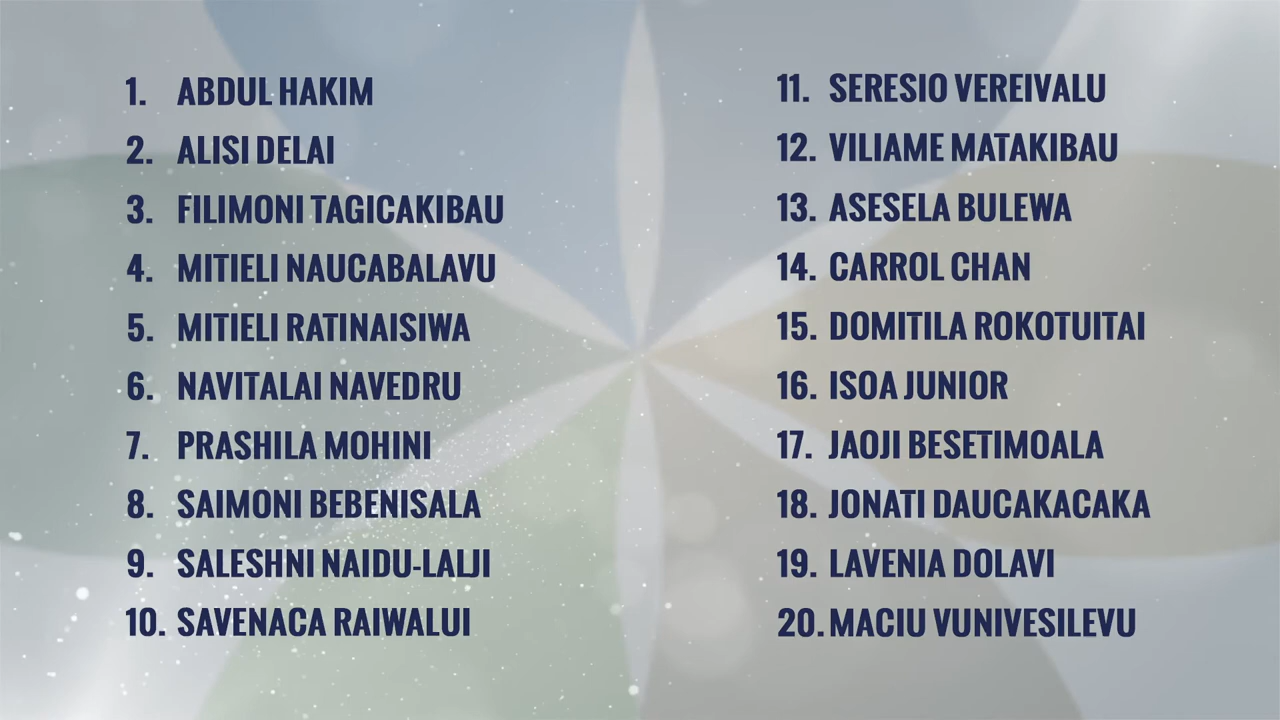 1. ABDUL HAKIM
2. ALISI DELAI
3. FILIMONI TAGICAKIBAU
4. MITIELI NAUCABALAVU
5. MITIELI RATINAISIWA
6. NAVITALAI NAVEDRU
7. PRASHILA MOHINI
8. SAIMONI BEBENISALA
9. SALESHNI NAIDU-LALJI
10. SAVENACA RAIWALUI
11. SERESIO VEREIVALU
12. VILIAME MATAKIBAU
13. ASESELA BULEWA
14. CARROL CHAN
15. DOMITILA ROKOTUITAI
16. ISOA JUNIOR
17. JAOJI BESETIMOALA
18. JONATI DAUCAKACAKA
19. LAVENIA DOLAVI
20. MACIU VUNIVESILEVU